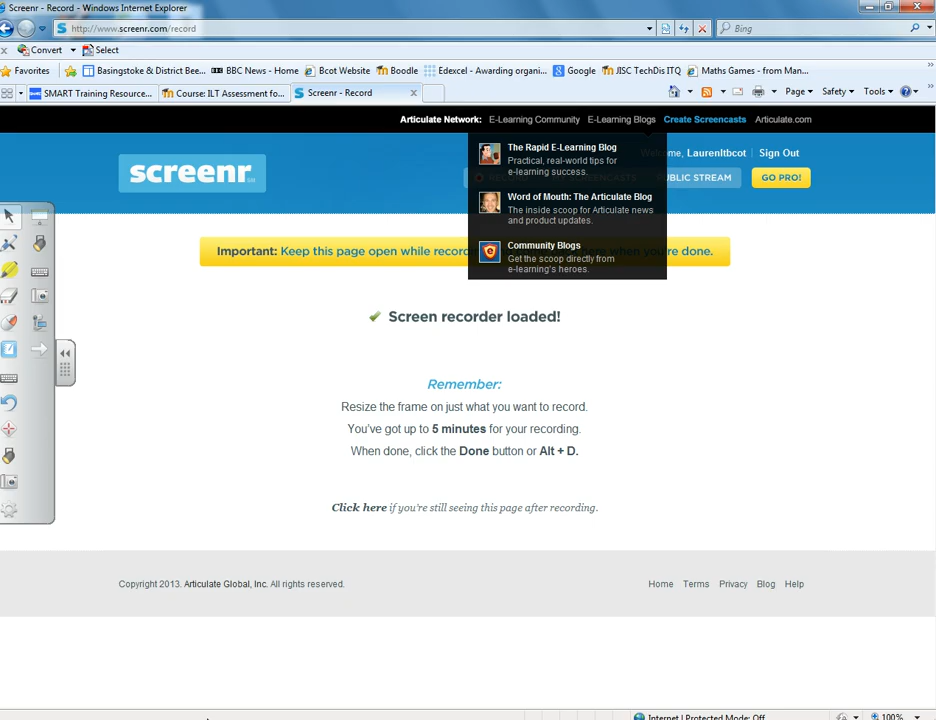 Screenr - Record - Windows Internet Explorer
http://www.screenr.com/record
Bing
x Convert Select
Favorites Basingstoke & District Bee... BBC News - Home Bcot Website Boodle Edexcel - Awarding organi... Google JISC TechDis ITQ Maths Games - from Man...
SMART Training Resource... Course: ILT Assessment fo... Screenr - Record x Page Safety Tools
Articulate Network: E-Learning Community E-Learning Blogs Create Screencasts Articulate.com
The Rapid E-Learning Blog
Practical, real-world tips for
e-learning success.
Word of Mouth: The Articulate Blog
The inside scoop for Articulate news
and product updates.
Community Blogs
Get the scoop directly from
e-learning's heroes.
me, LaurenItbcot | Sign Out
screenr
PUBLIC STREAM GO PRO!
Important: Keep this page open while recor when you're done.
Screen recorder loaded!
Remember:
Resize the frame on just what you want to record.
You've got up to 5 minutes for your recording.
When done, click the Done button or Alt + D.
Click here if you're still seeing this page after recording.
Copyright 2013. Articulate Global, Inc. All rights reserved.
Home Terms Privacy Blog Help
Internet | Protected Mode: Off 100%